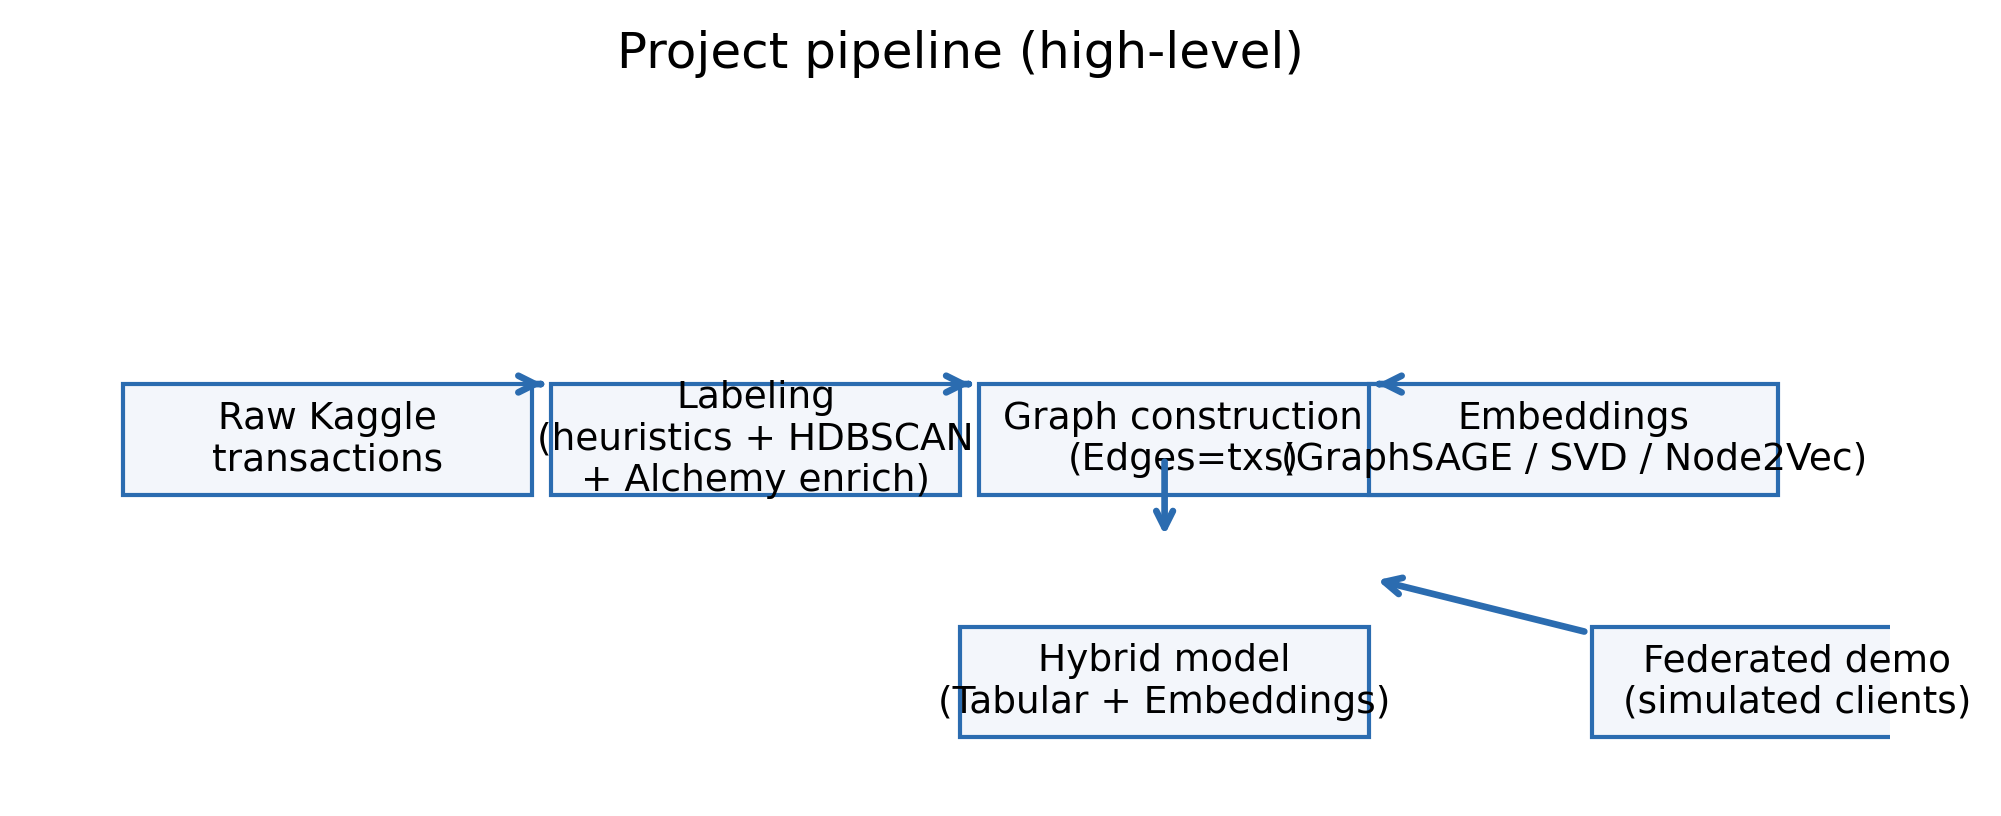 Project pipeline (high-level)
Raw Kaggle
transactions
Labeling
(heuristics + HDBSCAN
+ Alchemy enrich)
Graph construction
(Edges=txs)
Embeddings
(GraphSAGE / SVD / Node2Vec)
Hybrid model
(Tabular + Embeddings)
Federated demo
(simulated clients)